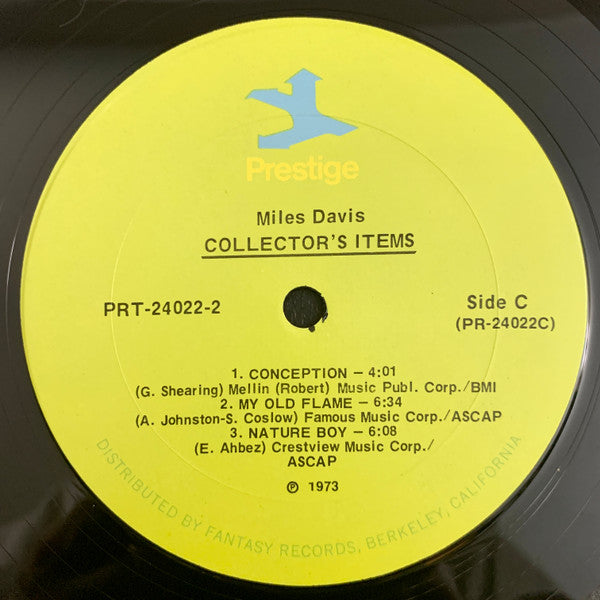 Prestige
Miles Davis
COLLECTOR'S ITEMS
PRT-24022-2
Side C
(PR-24022C)
1. CONCEPTION – 4:01
(G. Shearing) Mellin (Robert) Music Publ. Corp./BMI
2. MY OLD FLAME – 6:34
(A. Johnston-S. Coslow) Famous Music Corp./ASCAP
3. NATURE BOY – 6:08
(E. Ahbez) Crestview Music Corp./
ASCAP
℗ 1973
DISTRIBUTED BY FANTASY RECORDS, BERKELEY, CALIFORNIA